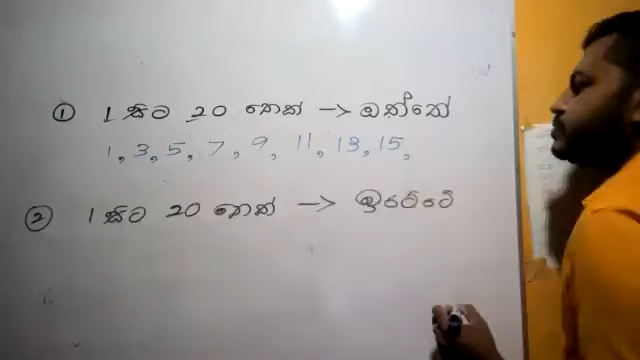 ① 1 සිට 20 තෙක් → ඔත්තේ
1, 3, 5, 7, 9, 11, 13, 15,
② 1 සිට 20 තෙක් → ඉරට්ටේ